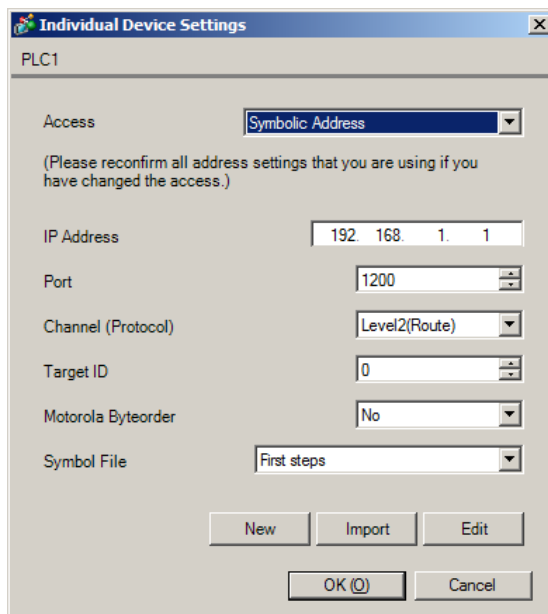 Individual Device Settings
PLC1
Access
Symbolic Address
(Please reconfirm all address settings that you are using if you
have changed the access.)
IP Address
192. 168. 1. 1
Port
1200
Channel (Protocol)
Level2(Route)
Target ID
0
Motorola Byteorder
No
Symbol File
First steps
New
Import
Edit
OK (O)
Cancel